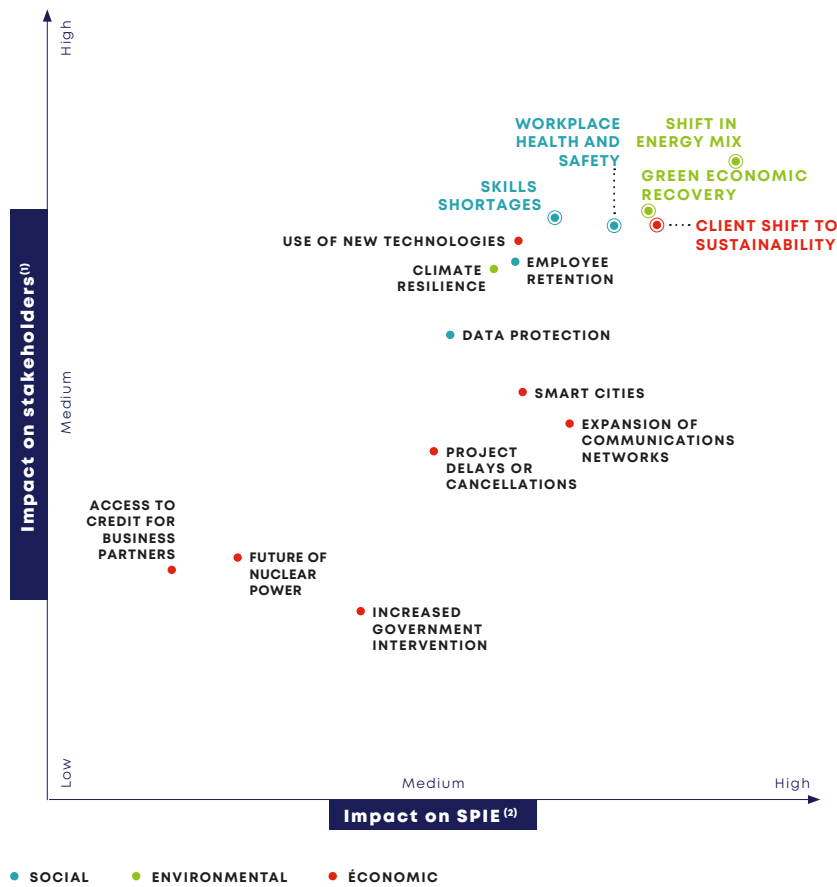 High
WORKPLACE
HEALTH AND
SAFETY
SHIFT IN
ENERGY MIX
GREEN ECONOMIC
RECOVERY
SKILLS
SHORTAGES
CLIENT SHIFT TO
SUSTAINABILITY
USE OF NEW TECHNOLOGIES
CLIMATE
RESILIENCE
EMPLOYEE
RETENTION
Impact on stakeholders(1)
DATA PROTECTION
Medium
SMART CITIES
EXPANSION OF
COMMUNICATIONS
NETWORKS
PROJECT
DELAYS OR
CANCELLATIONS
ACCESS TO
CREDIT FOR
BUSINESS
PARTNERS
FUTURE OF
NUCLEAR
POWER
INCREASED
GOVERNMENT
INTERVENTION
Low
Medium
High
Impact on SPIE(2)
SOCIAL
ENVIRONMENTAL
ÉCONOMIC